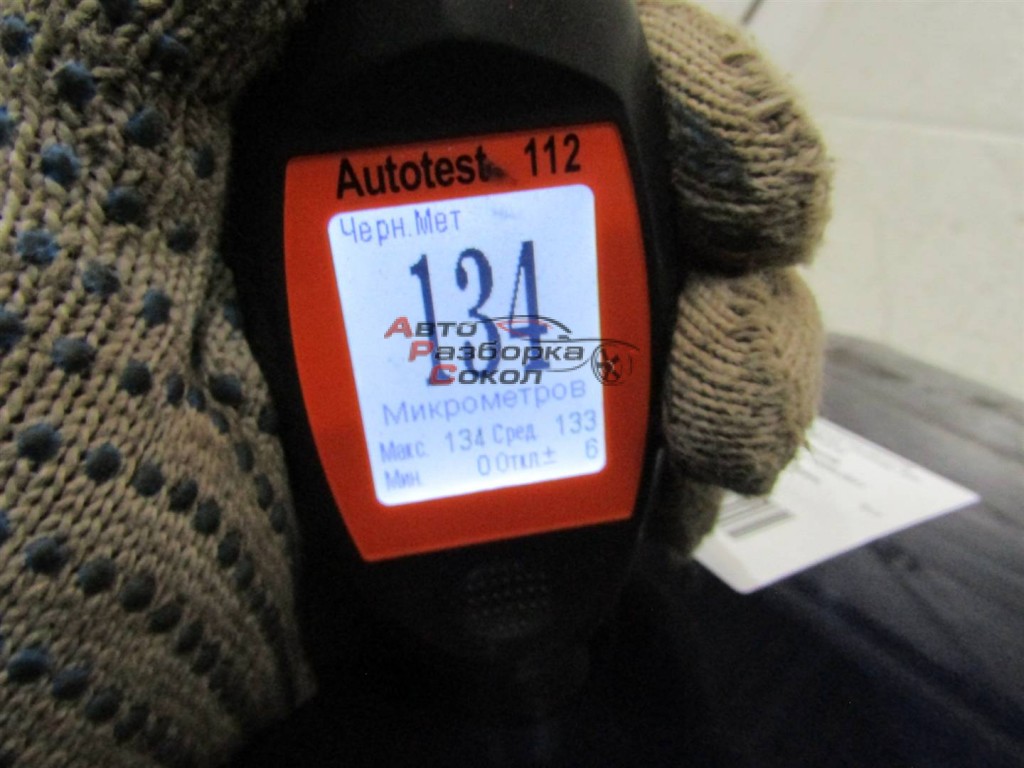 Autotest 112
Черн.Мет
134
Авто
Разборка
Сокол
Микрометров
Макс. 134 Сред. 133
Мин. 0 Откл ± 6